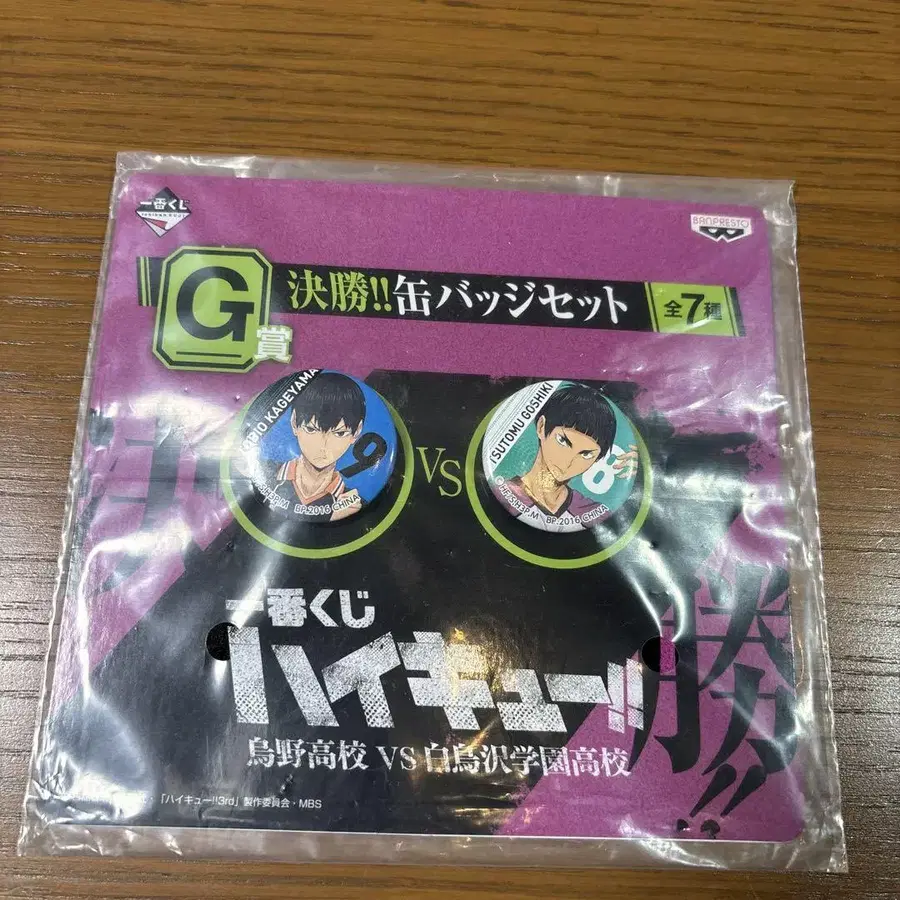 一番くじ
BANPRESTO
G賞
決勝!!缶バッジセット
全7種
OBIO KAGEYAMA
9
BP.2016 CHINA
VS
TSUTOMU GOSHIKI
8
BP.2016 CHINA
決
勝!!
一番くじ
ハイキュー!!
烏野高校 VS 白鳥沢学園高校
「ハイキュー!!3rd」製作委員会・MBS